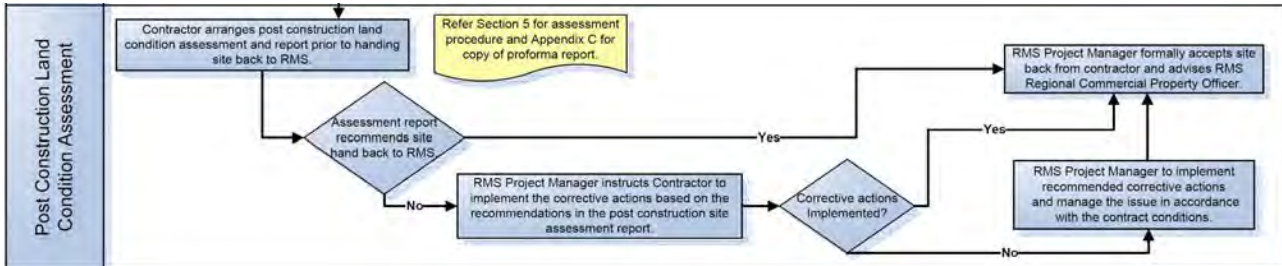 Post Construction Land
Condition Assessment
Contractor arranges post construction land
condition assessment and report prior to handing
site back to RMS.
Refer Section 5 for assessment
procedure and Appendix C for
copy of proforma report.
RMS Project Manager formally accepts site
back from contractor and advises RMS
Regional Commercial Property Officer.
Assessment report
recommends site
hand back to RMS.
Yes
No
RMS Project Manager instructs Contractor to
implement the corrective actions based on the
recommendations in the post construction site
assessment report.
Corrective actions
Implemented?
Yes
No
RMS Project Manager to implement
recommended corrective actions
and manage the issue in accordance
with the contract conditions.